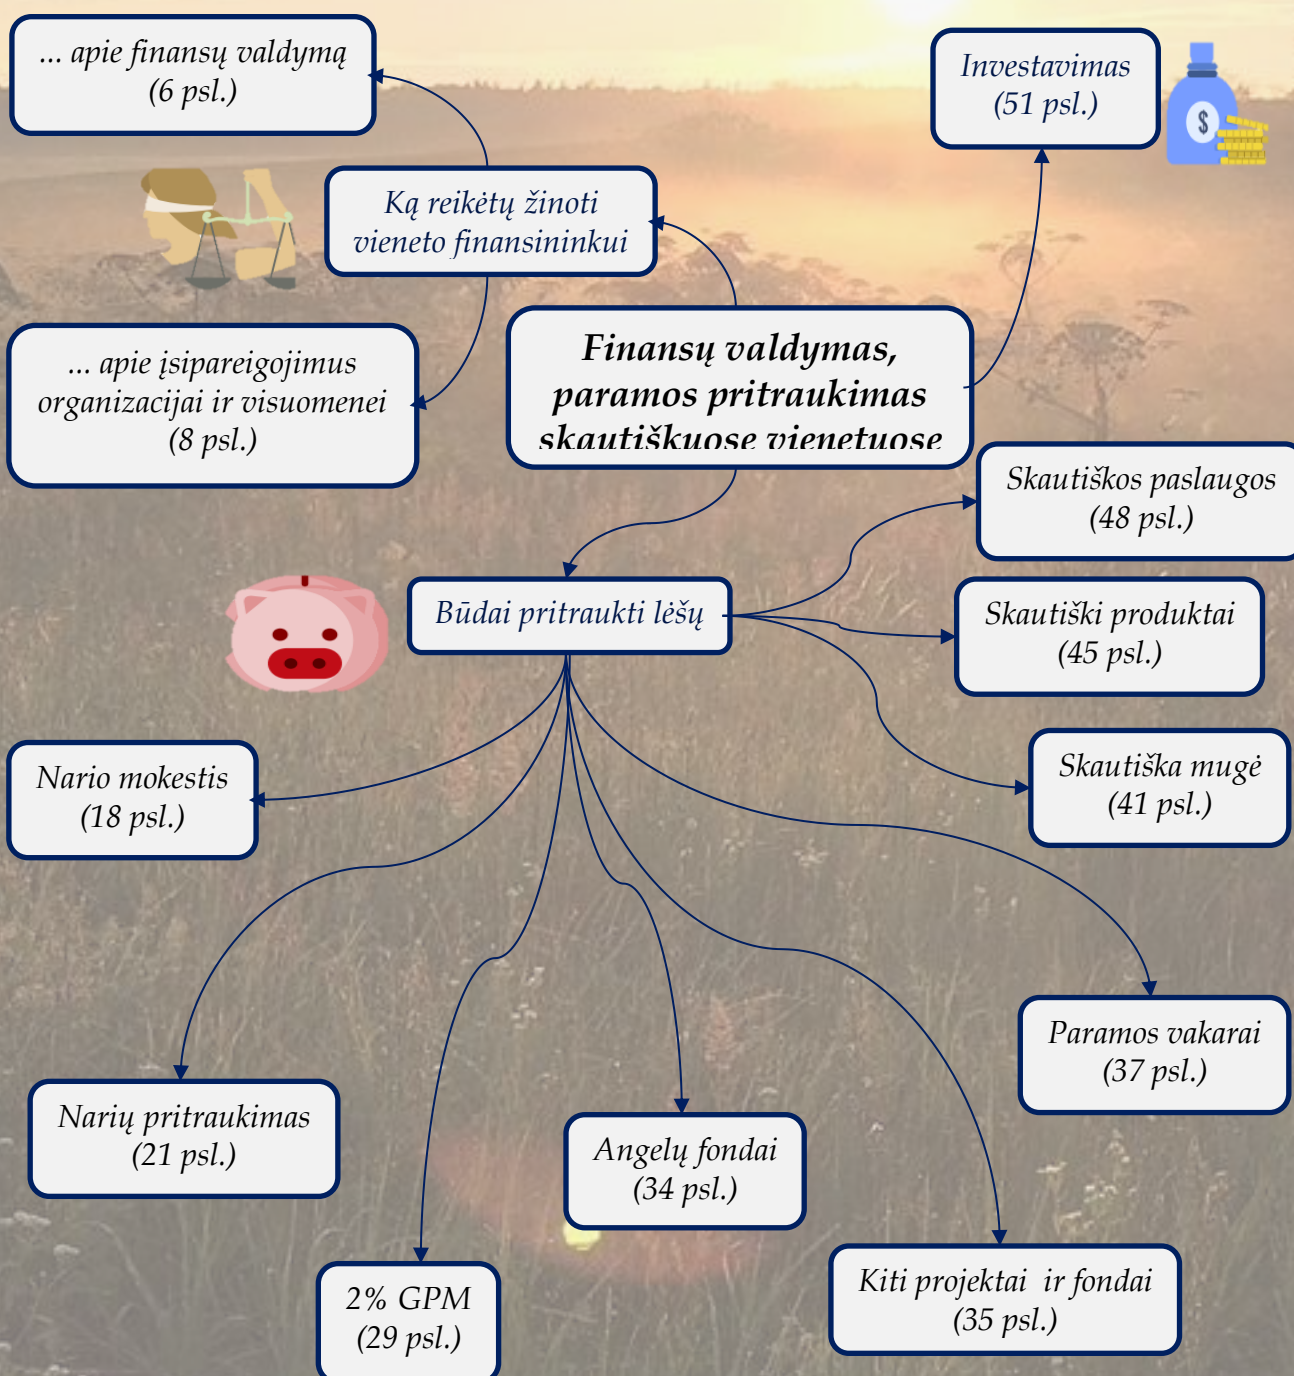 ... apie finansų valdymą
(6 psl.)
Investavimas
(51 psl.)
$
Ką reikėtų žinoti
vieneto finansininkui
... apie įsipareigojimus
organizacijai ir visuomenei
(8 psl.)
Finansų valdymas,
paramos pritraukimas
skautiškuose vienetuose
Skautiškos paslaugos
(48 psl.)
Būdai pritraukti lėšų
Skautiški produktai
(45 psl.)
Skautiška mugė
(41 psl.)
Nario mokestis
(18 psl.)
Paramos vakarai
(37 psl.)
Narių pritraukimas
(21 psl.)
Angelų fondai
(34 psl.)
Kiti projektai ir fondai
(35 psl.)
2% GPM
(29 psl.)